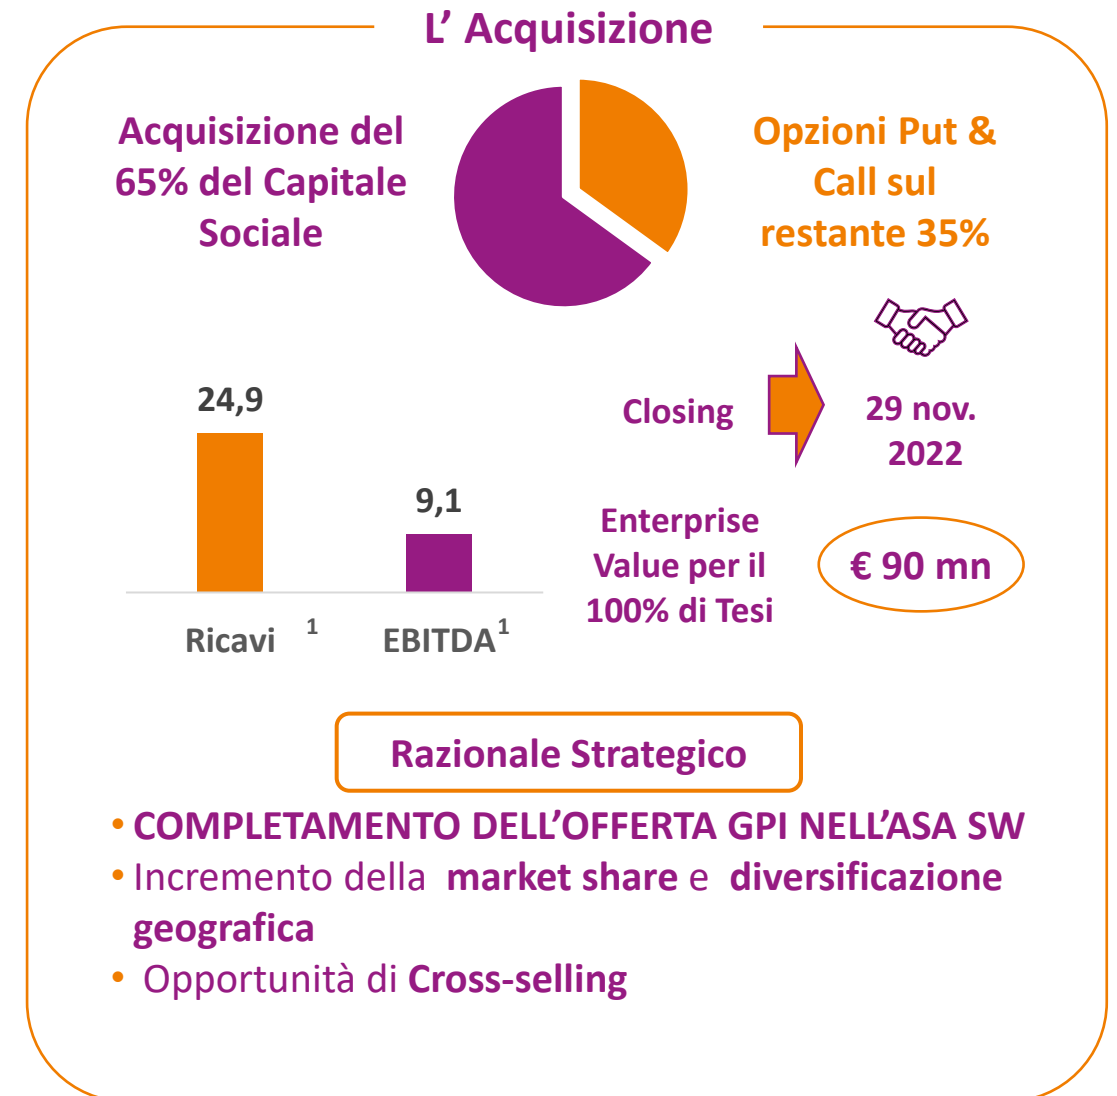 L’ Acquisizione
Acquisizione del
65% del Capitale
Sociale
Opzioni Put &
Call sul
restante 35%
24,9
9,1
Ricavi 1
EBITDA1
Closing
29 nov.
2022
Enterprise
Value per il
100% di Tesi
€ 90 mn
Razionale Strategico
• COMPLETAMENTO DELL’OFFERTA GPI NELL’ASA SW
• Incremento della market share e diversificazione
geografica
• Opportunità di Cross-selling